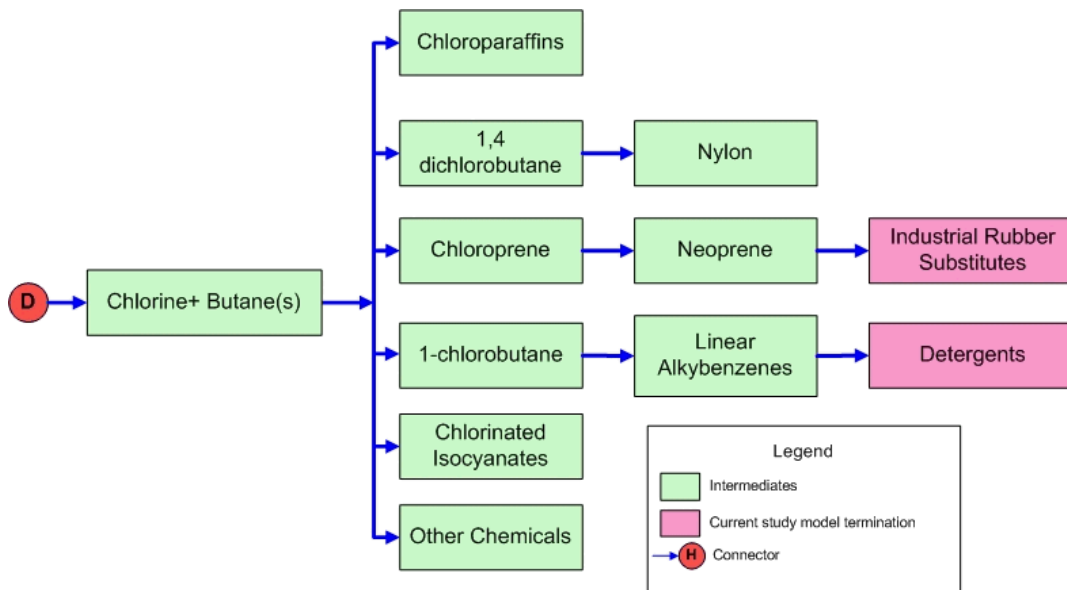 Chloroparaffins
1,4
dichlorobutane
Nylon
Chloroprene
Neoprene
Industrial Rubber
Substitutes
D
Chlorine+ Butane(s)
1-chlorobutane
Linear
Alkybenzenes
Detergents
Chlorinated
Isocyanates
Other Chemicals
Legend
Intermediates
Current study model termination
H
Connector